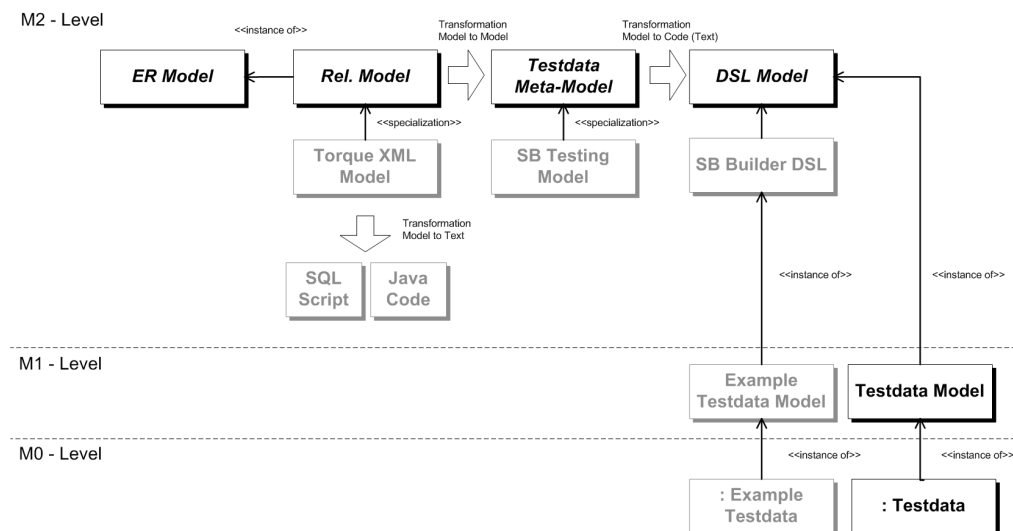 M2 - Level
<<instance of>>
Transformation
Model to Model
Transformation
Model to Code (Text)
ER Model
Rel. Model
Testdata
Meta-Model
DSL Model
<<specialization>>
<<specialization>>
Torque XML
Model
SB Testing
Model
SB Builder DSL
Transformation
Model to Text
SQL
Script
Java
Code
<<instance of>>
<<instance of>>
M1 - Level
Example
Testdata Model
Testdata Model
M0 - Level
<<instance of>>
<<instance of>>
: Example
Testdata
: Testdata